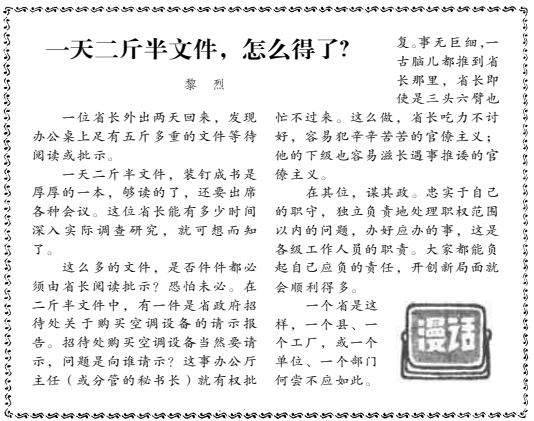 一天二斤半文件，怎么得了？
黎 烈
一位省长外出两天回来，发现
办公桌上足有五斤多重的文件等待
阅读或批示。
一天二斤半文件，装钉成书是
厚厚的一本，够读的了，还要出席
各种会议。这位省长能有多少时间
深入实际调查研究，就可想而知
了。
这么多的文件，是否件件都必
须由省长阅读批示？恐怕未必。在
二斤半文件中，有一件是省政府招
待处关于购买空调设备的请示报
告。招待处购买空调设备当然要请
示，问题是向谁请示？这事办公厅
主任（或分管的秘书长）就有权批
复。事无巨细，一
古脑儿都推到省
长那里，省长即
使是三头六臂也
忙不过来。这么做，省长吃力不讨
好，容易犯辛辛苦苦的官僚主义；
他的下级也容易滋长遇事推诿的官
僚主义。
在其位，谋其政。忠实于自己
的职守，独立负责地处理职权范围
以内的问题，办好应办的事，这是
各级工作人员的职责。大家都能负
起自己应负的责任，开创新局面就
会顺利得多。
一个省是这
样，一个县、一
个工厂，或一个
单位、一个部门
何尝不应如此。
漫话